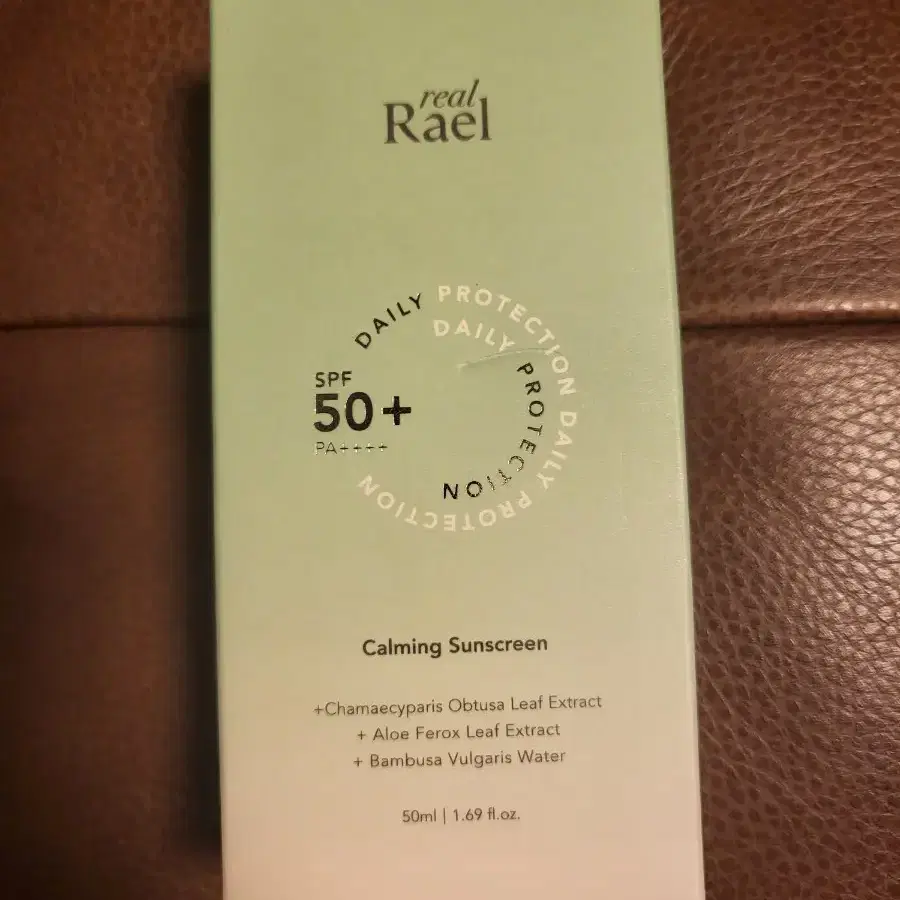 real
Rael
DAILY PROTECTION DAILY PROTECTION
DAILY PROTECTION
SPF
50+
PA++++
Calming Sunscreen
+Chamaecyparis Obtusa Leaf Extract
+ Aloe Ferox Leaf Extract
+ Bambusa Vulgaris Water
50ml | 1.69 fl.oz.